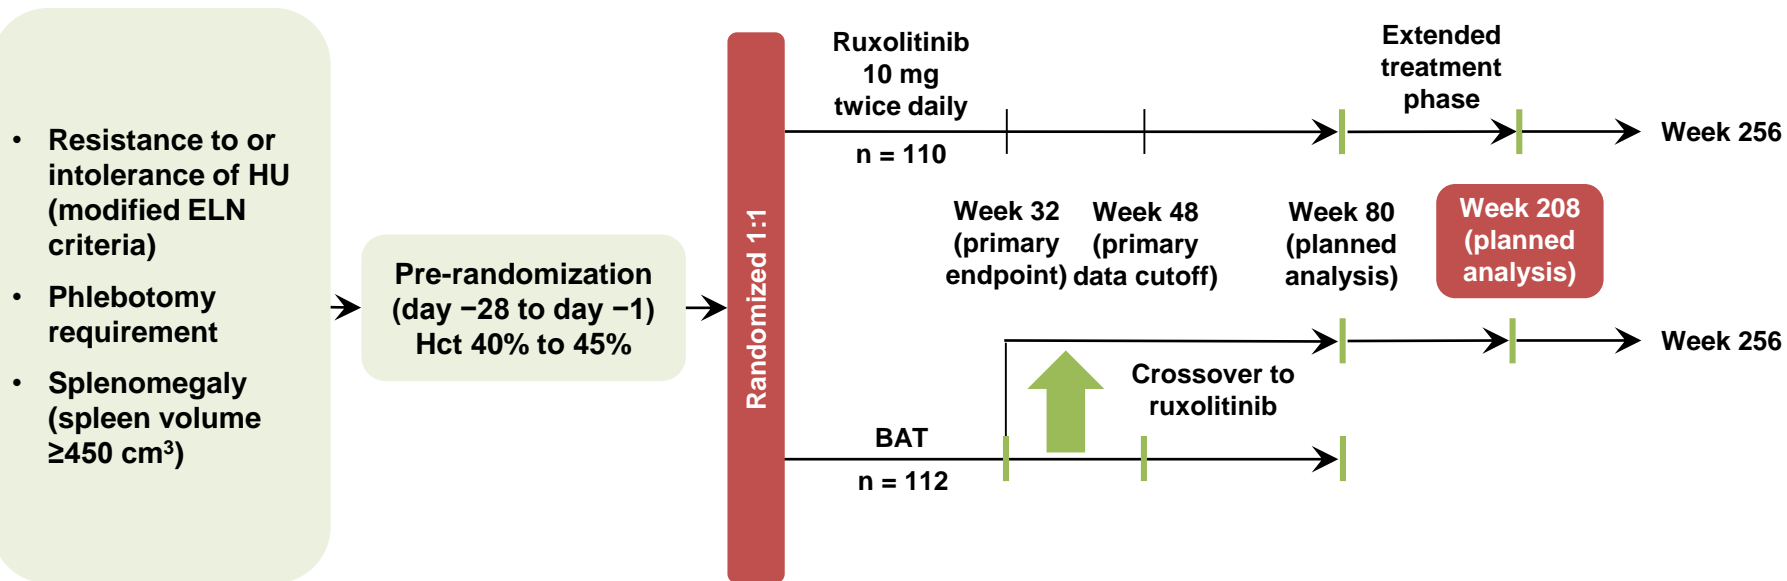 • Resistance to or
intolerance of HU
(modified ELN
criteria)
• Phlebotomy
requirement
• Splenomegaly
(spleen volume
≥450 cm³)
Pre-randomization
(day −28 to day −1)
Hct 40% to 45%
Randomized 1:1
Ruxolitinib
10 mg
twice daily
n = 110
Extended
treatment
phase
Week 256
Week 32
(primary
endpoint)
Week 48
(primary
data cutoff)
Week 80
(planned
analysis)
Week 208
(planned
analysis)
Week 256
Crossover to
ruxolitinib
BAT
n = 112